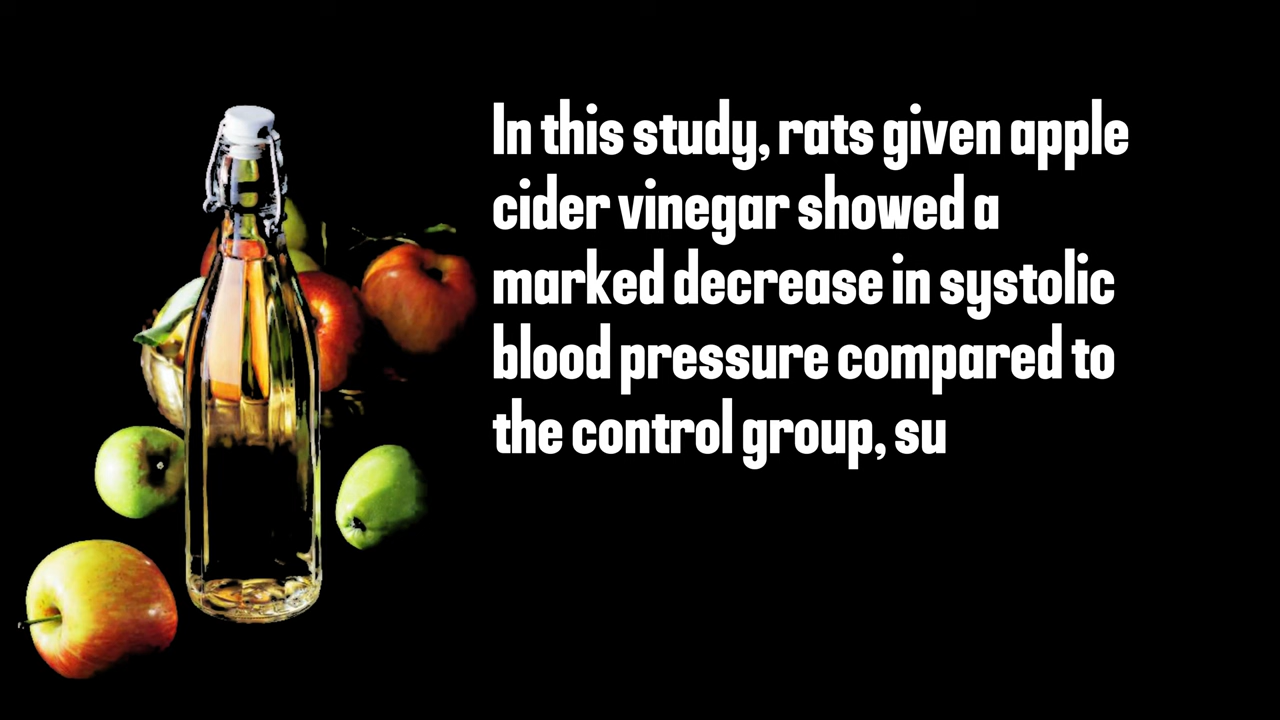 In this study, rats given apple
cider vinegar showed a
marked decrease in systolic
blood pressure compared to
the control group, su